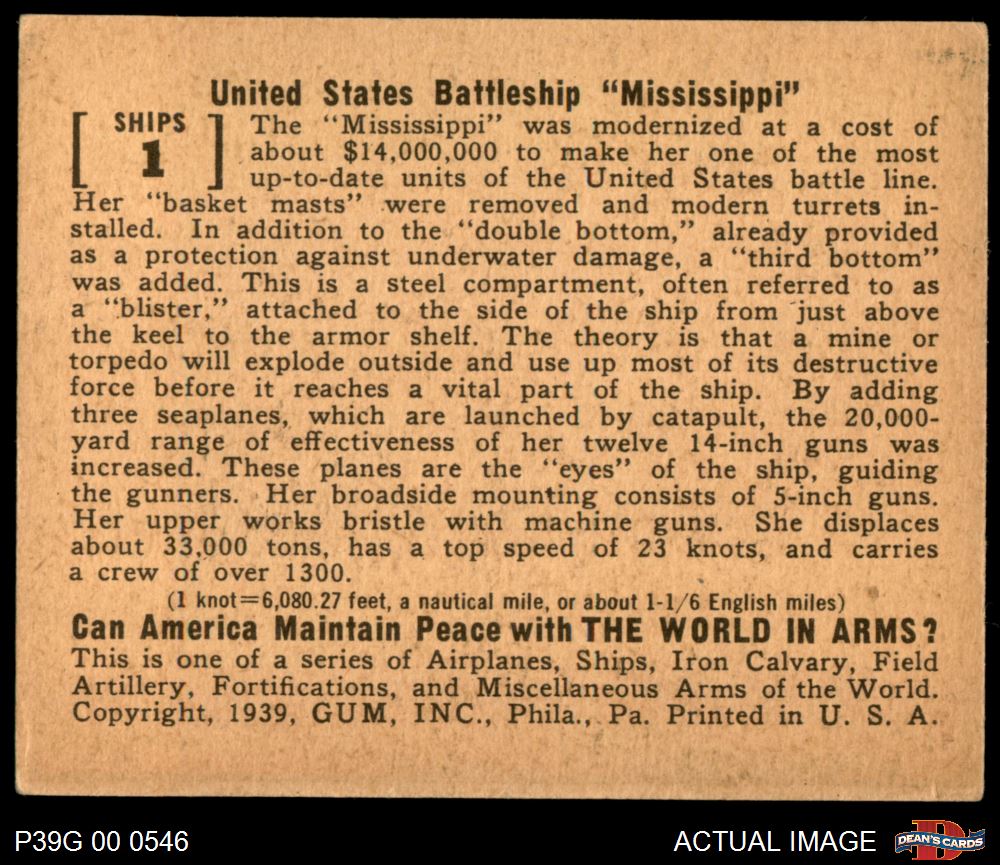 United States Battleship “Mississippi”
[ SHIPS 1 ]
The “Mississippi” was modernized at a cost of
about $14,000,000 to make her one of the most
up-to-date units of the United States battle line.
Her “basket masts” were removed and modern turrets in-
stalled. In addition to the “double bottom,” already provided
as a protection against underwater damage, a “third bottom”
was added. This is a steel compartment, often referred to as
a “blister,” attached to the side of the ship from just above
the keel to the armor shelf. The theory is that a mine or
torpedo will explode outside and use up most of its destructive
force before it reaches a vital part of the ship. By adding
three seaplanes, which are launched by catapult, the 20,000-
yard range of effectiveness of her twelve 14-inch guns was
increased. These planes are the “eyes” of the ship, guiding
the gunners. Her broadside mounting consists of 5-inch guns.
Her upper works bristle with machine guns. She displaces
about 33,000 tons, has a top speed of 23 knots, and carries
a crew of over 1300.
(1 knot=6,080.27 feet, a nautical mile, or about 1-1/6 English miles)
Can America Maintain Peace with THE WORLD IN ARMS?
This is one of a series of Airplanes, Ships, Iron Calvary, Field
Artillery, Fortifications, and Miscellaneous Arms of the World.
Copyright, 1939, GUM, INC., Phila., Pa. Printed in U. S. A.
P39G 00 0546
ACTUAL IMAGE
D
DEAN'S CARDS